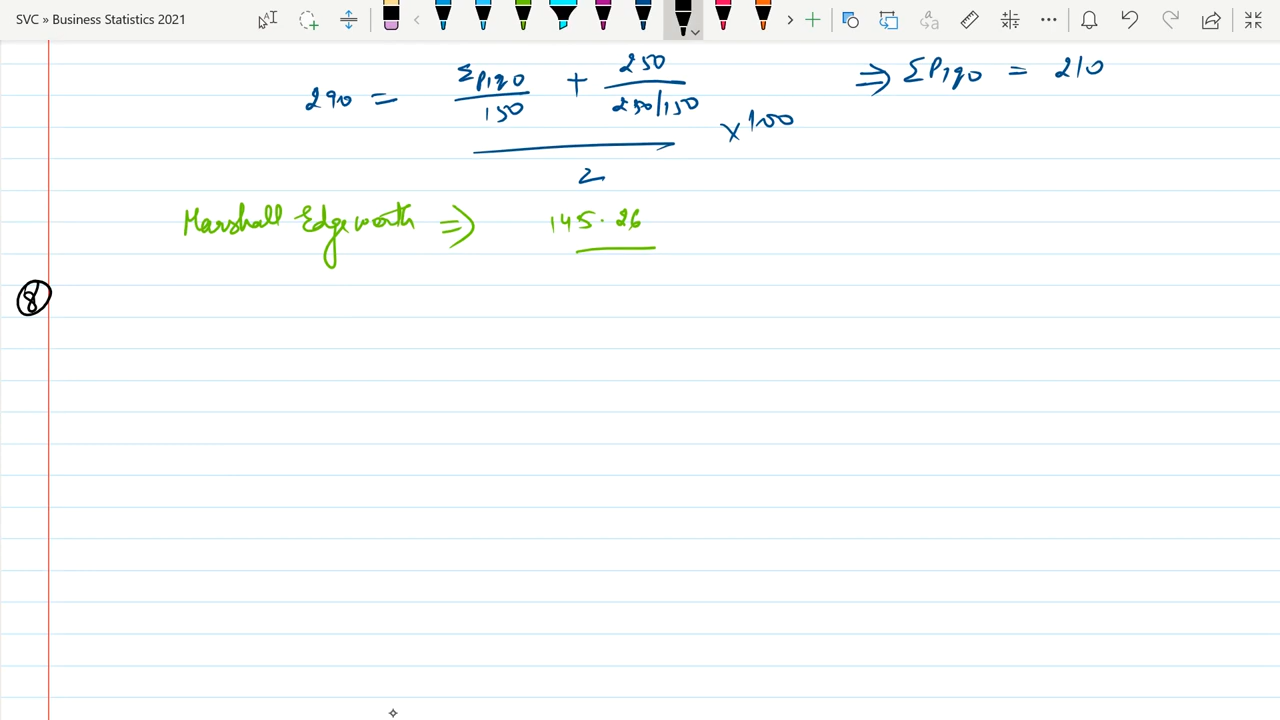 SVC » Business Statistics 2021
290 = (ΣP1q0/150 + 250/(250/150))/2 × 100 ⇒ ΣP1q0 = 210
Marshall Edgeworth ⇒ 145.26
8